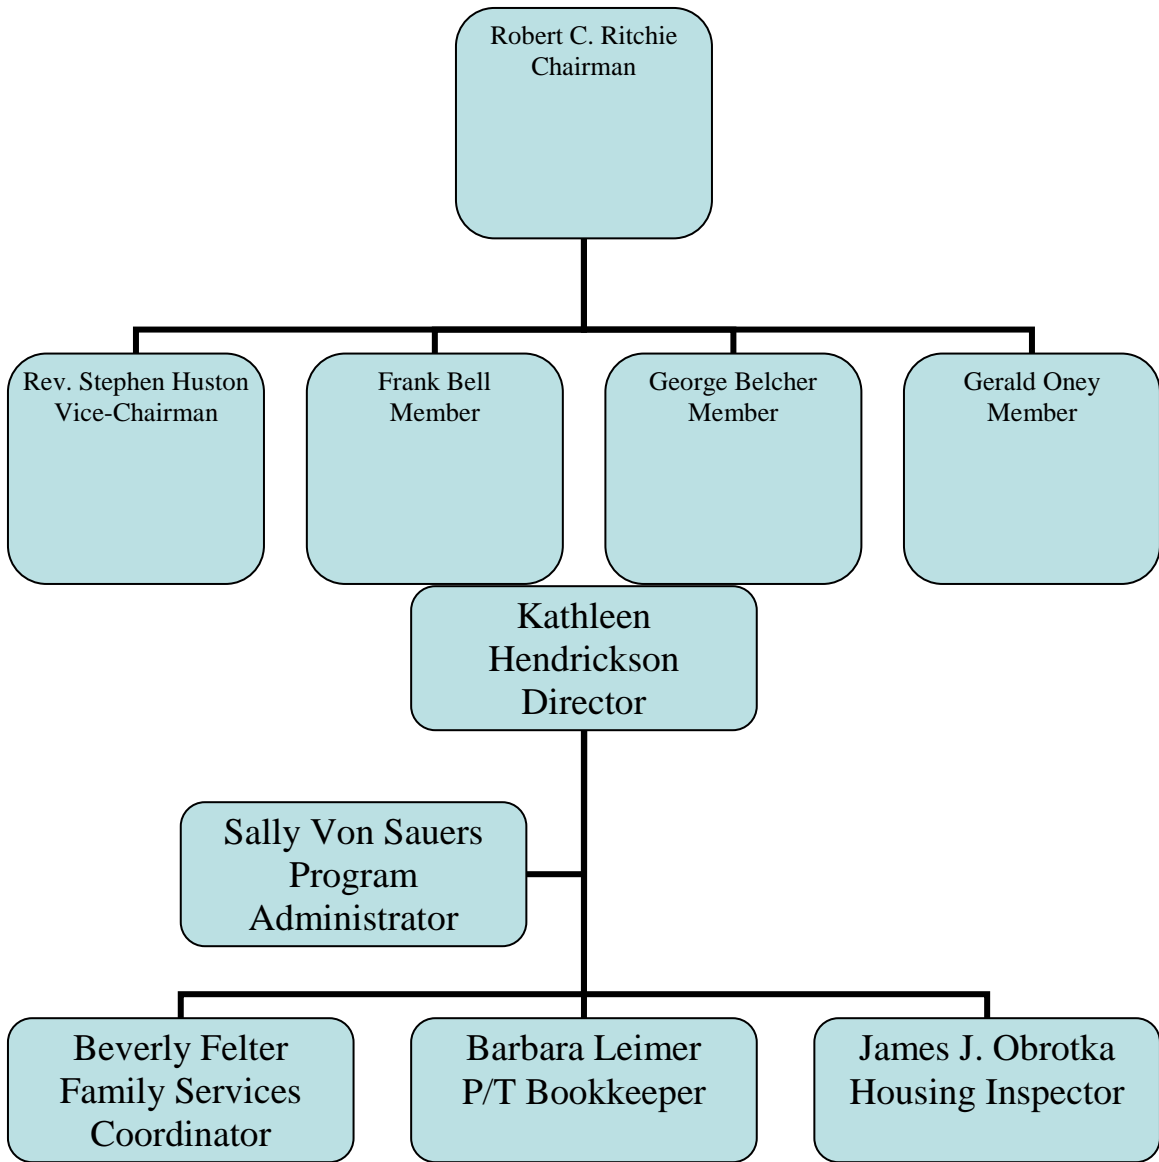 Robert C. Ritchie
Chairman
Rev. Stephen Huston
Vice-Chairman
Frank Bell
Member
George Belcher
Member
Gerald Oney
Member
Kathleen
Hendrickson
Director
Sally Von Sauers
Program
Administrator
Beverly Felter
Family Services
Coordinator
Barbara Leimer
P/T Bookkeeper
James J. Obrotka
Housing Inspector